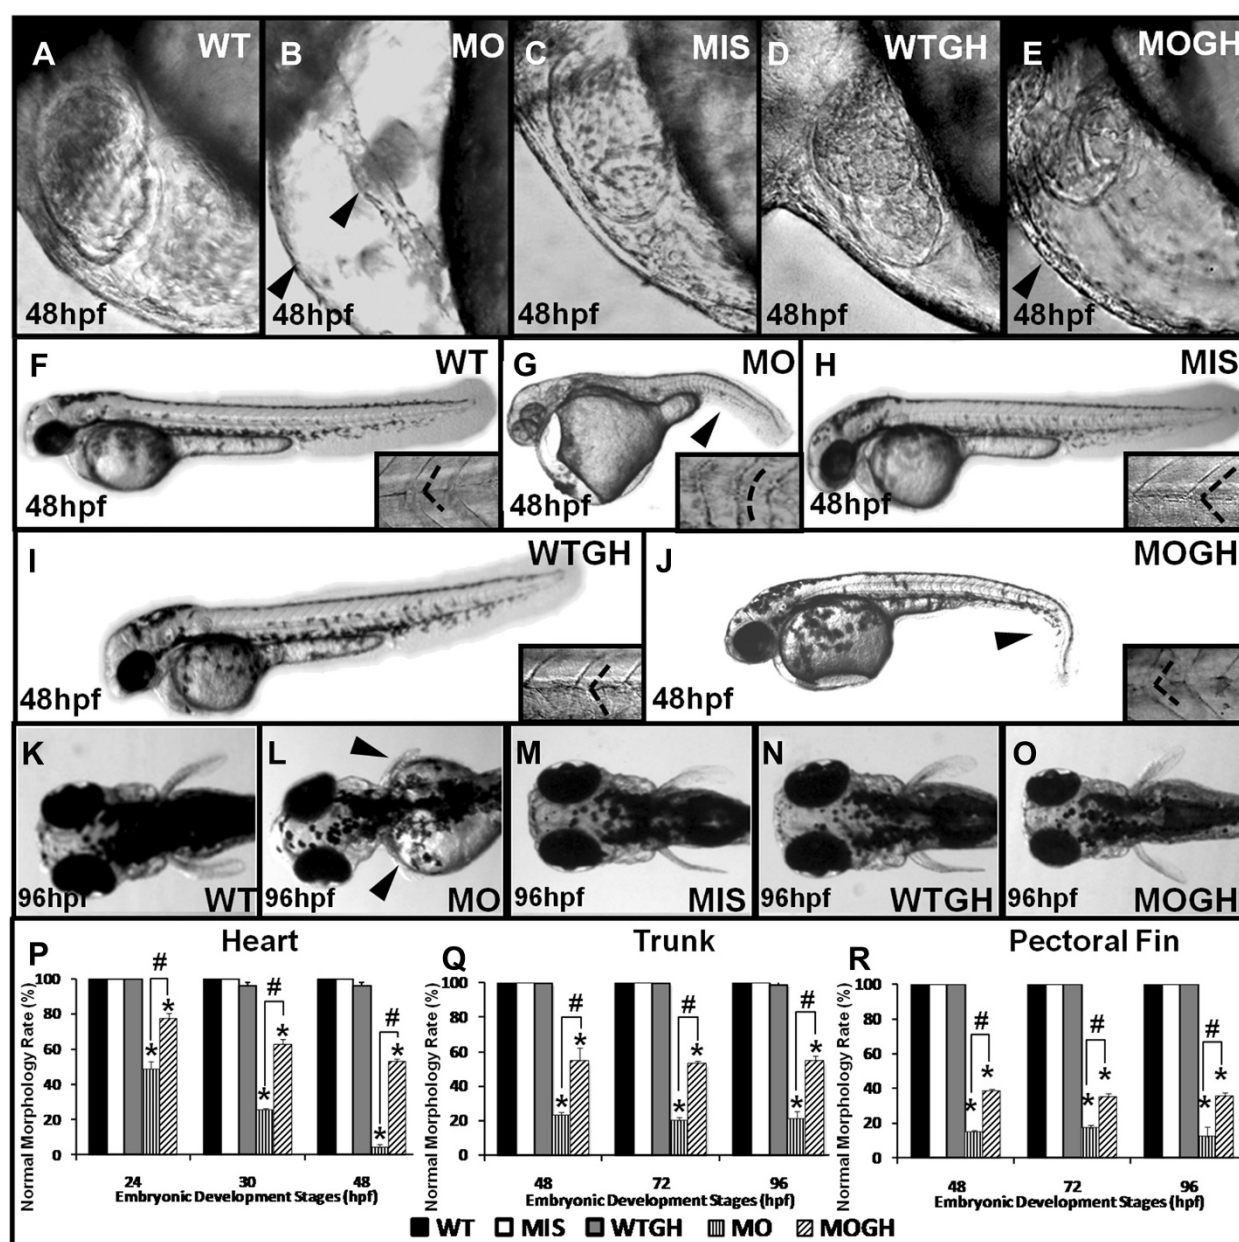 A WT
B MO
C MIS
D WTGH
E MOGH
48hpf 48hpf 48hpf 48hpf 48hpf
F WT
G MO
H MIS
48hpf 48hpf 48hpf
I WTGH
J MOGH
48hpf 48hpf
K L M N O
96hpf 96hpf 96hpf 96hpf 96hpf
WT MO MIS WTGH MOGH
P Heart
Normal Morphology Rate (%)
100
80
60
40
20
0
# # #
* * * * * *
24 30 48
Embryonic Development Stages (hpf)
Q Trunk
Normal Morphology Rate (%)
100
80
60
40
20
0
# # #
* * * * * *
48 72 96
Embryonic Development Stages (hpf)
R Pectoral Fin
Normal Morphology Rate (%)
100
80
60
40
20
0
# # #
* * * * * *
48 72 96
Embryonic Development Stages (hpf)
WT MIS WTGH MO MOGH